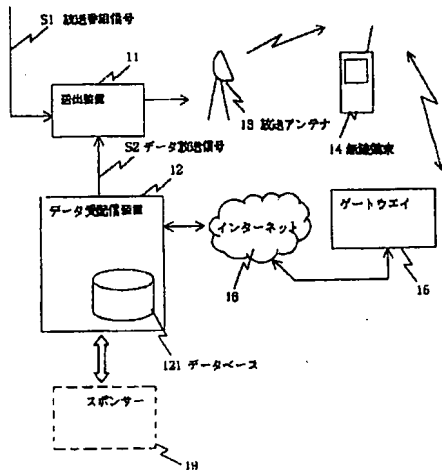 S1 放送番組信号
11
送出装置
13 放送アンテナ
14 無線端末
S2 データ放送信号
12
データ受配信装置
インターネット
ゲートウエイ
16
15
121 データベース
スポンサー
19